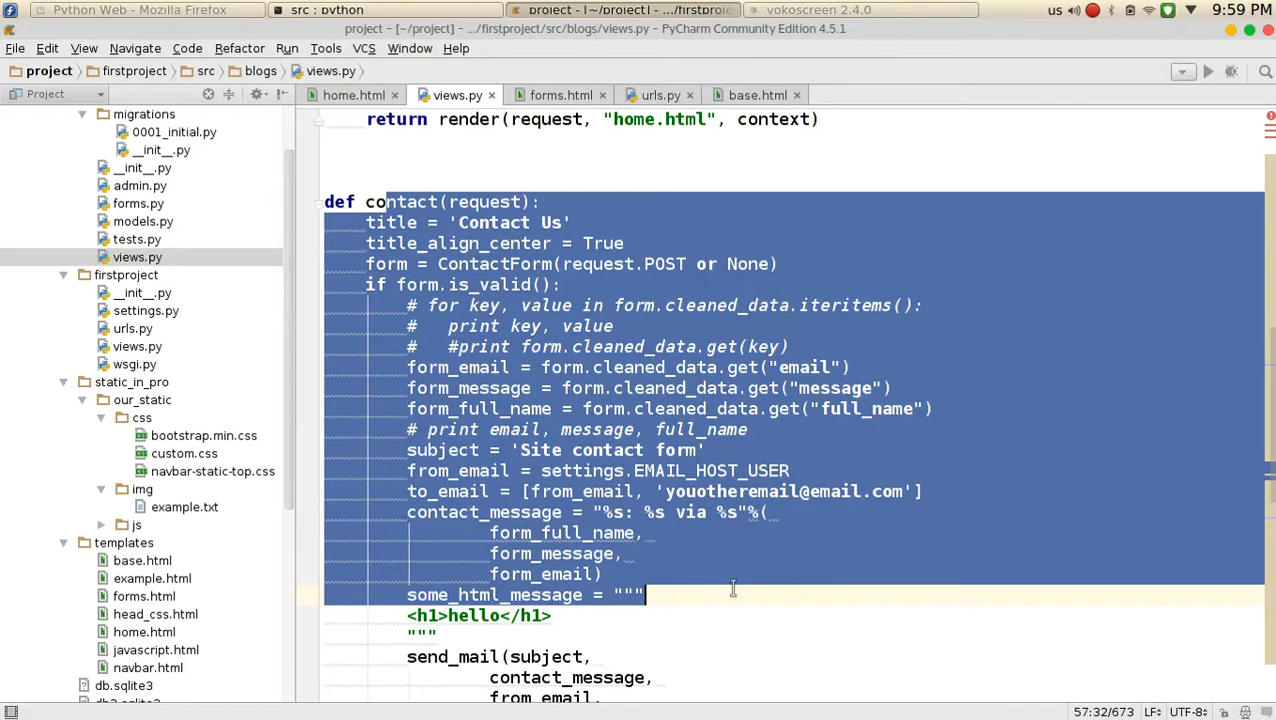 Python Web - Mozilla Firefox
src : python
project - [~/project] - .../firstproje
vokoscreen 2.4.0
us
9:59 PM
project - [~/project] - .../firstproject/src/blogs/views.py - PyCharm Community Edition 4.5.1
File Edit View Navigate Code Refactor Run Tools VCS Window Help
project firstproject src blogs views.py
Project
home.html views.py forms.html urls.py base.html
migrations
0001_initial.py
__init__.py
__init__.py
admin.py
forms.py
models.py
tests.py
views.py
firstproject
__init__.py
settings.py
urls.py
views.py
wsgi.py
static_in_pro
our_static
css
bootstrap.min.css
custom.css
navbar-static-top.css
img
example.txt
js
templates
base.html
example.html
forms.html
head_css.html
home.html
javascript.html
navbar.html
db.sqlite3
return render(request, "home.html", context)
def contact(request):
title = 'Contact Us'
title_align_center = True
form = ContactForm(request.POST or None)
if form.is_valid():
# for key, value in form.cleaned_data.iteritems():
# print key, value
# #print form.cleaned_data.get(key)
form_email = form.cleaned_data.get("email")
form_message = form.cleaned_data.get("message")
form_full_name = form.cleaned_data.get("full_name")
# print email, message, full_name
subject = 'Site contact form'
from_email = settings.EMAIL_HOST_USER
to_email = [from_email, 'youotheremail@email.com']
contact_message = "%s: %s via %s"%(
form_full_name,
form_message,
form_email)
some_html_message = """
<h1>hello</h1>
"""
send_mail(subject,
contact_message,
from_email,
57:32/673 LF UTF-8